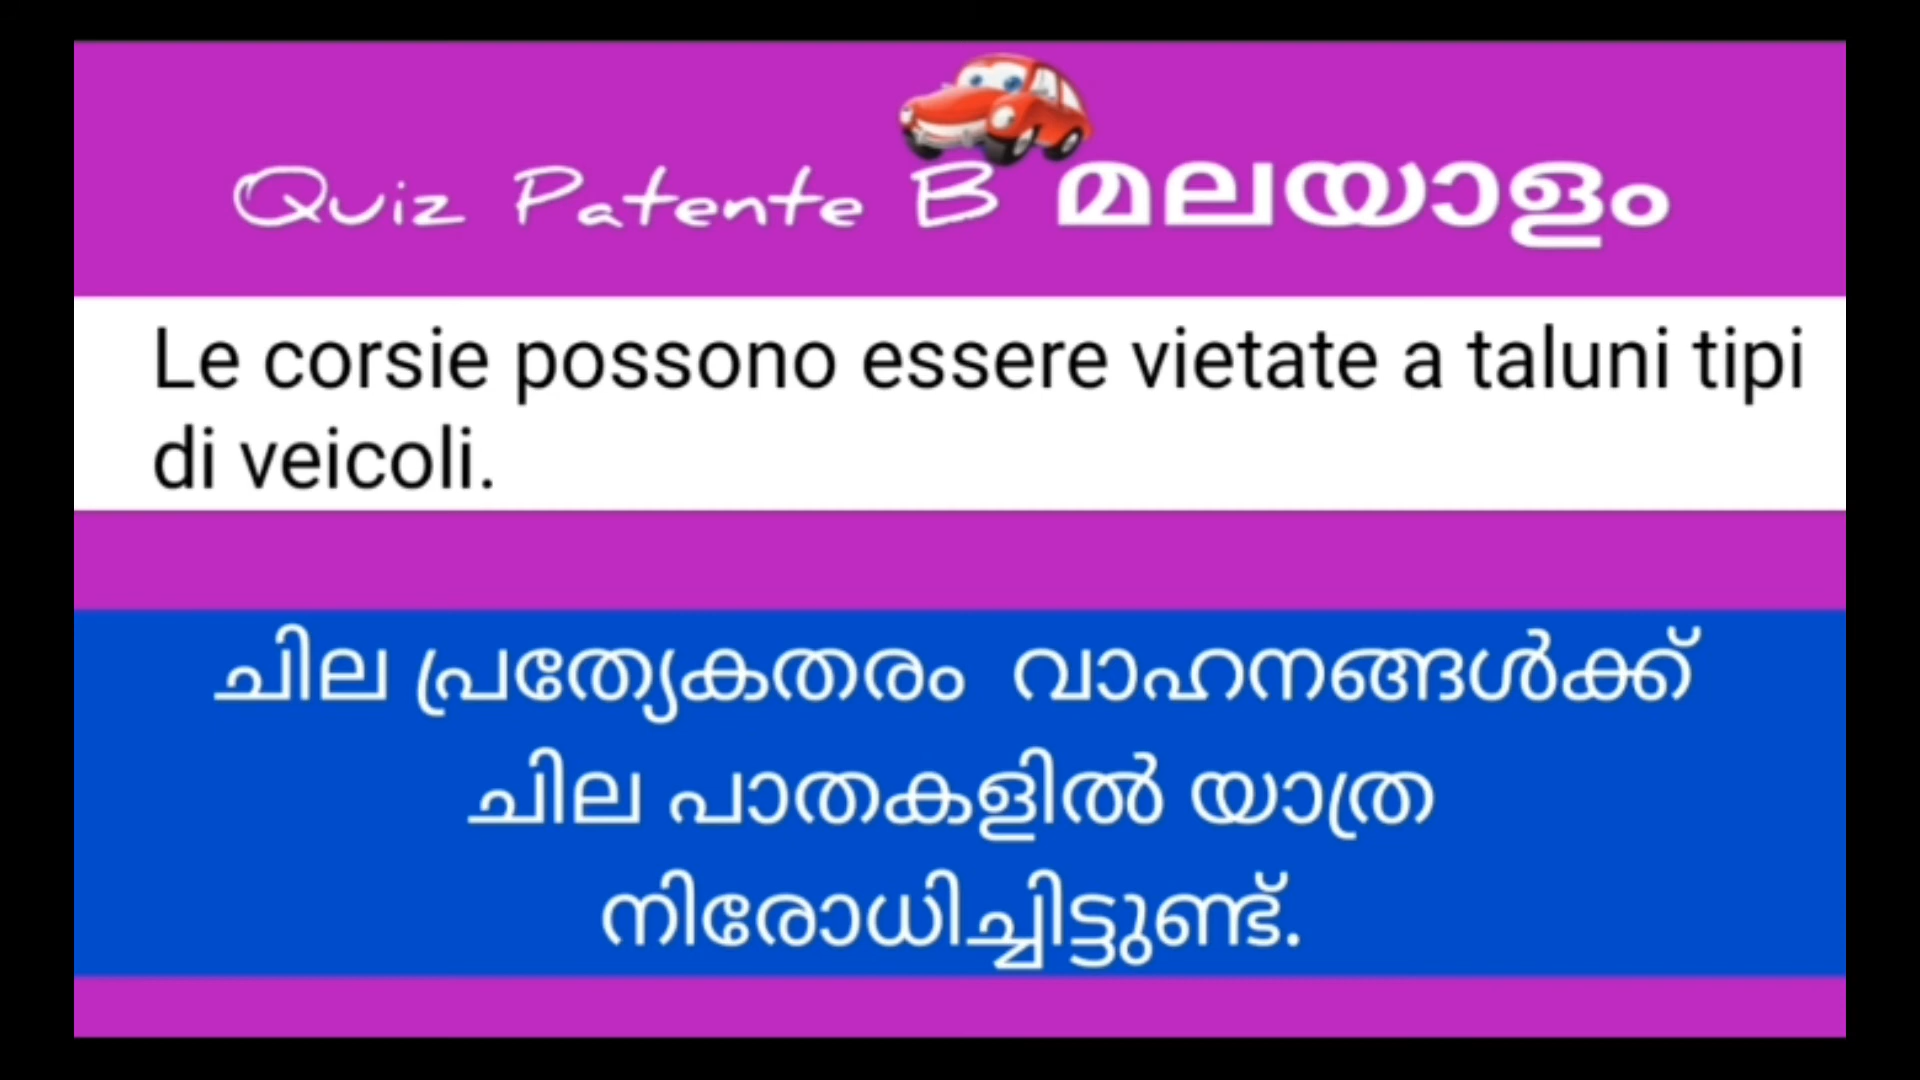 Quiz Patente B മലയാളം
Le corsie possono essere vietate a taluni tipi
di veicoli.
ചില പ്രത്യേകതരം വാഹനങ്ങൾക്ക്
ചില പാതകളിൽ യാത്ര
നിരോധിച്ചിട്ടുണ്ട്.